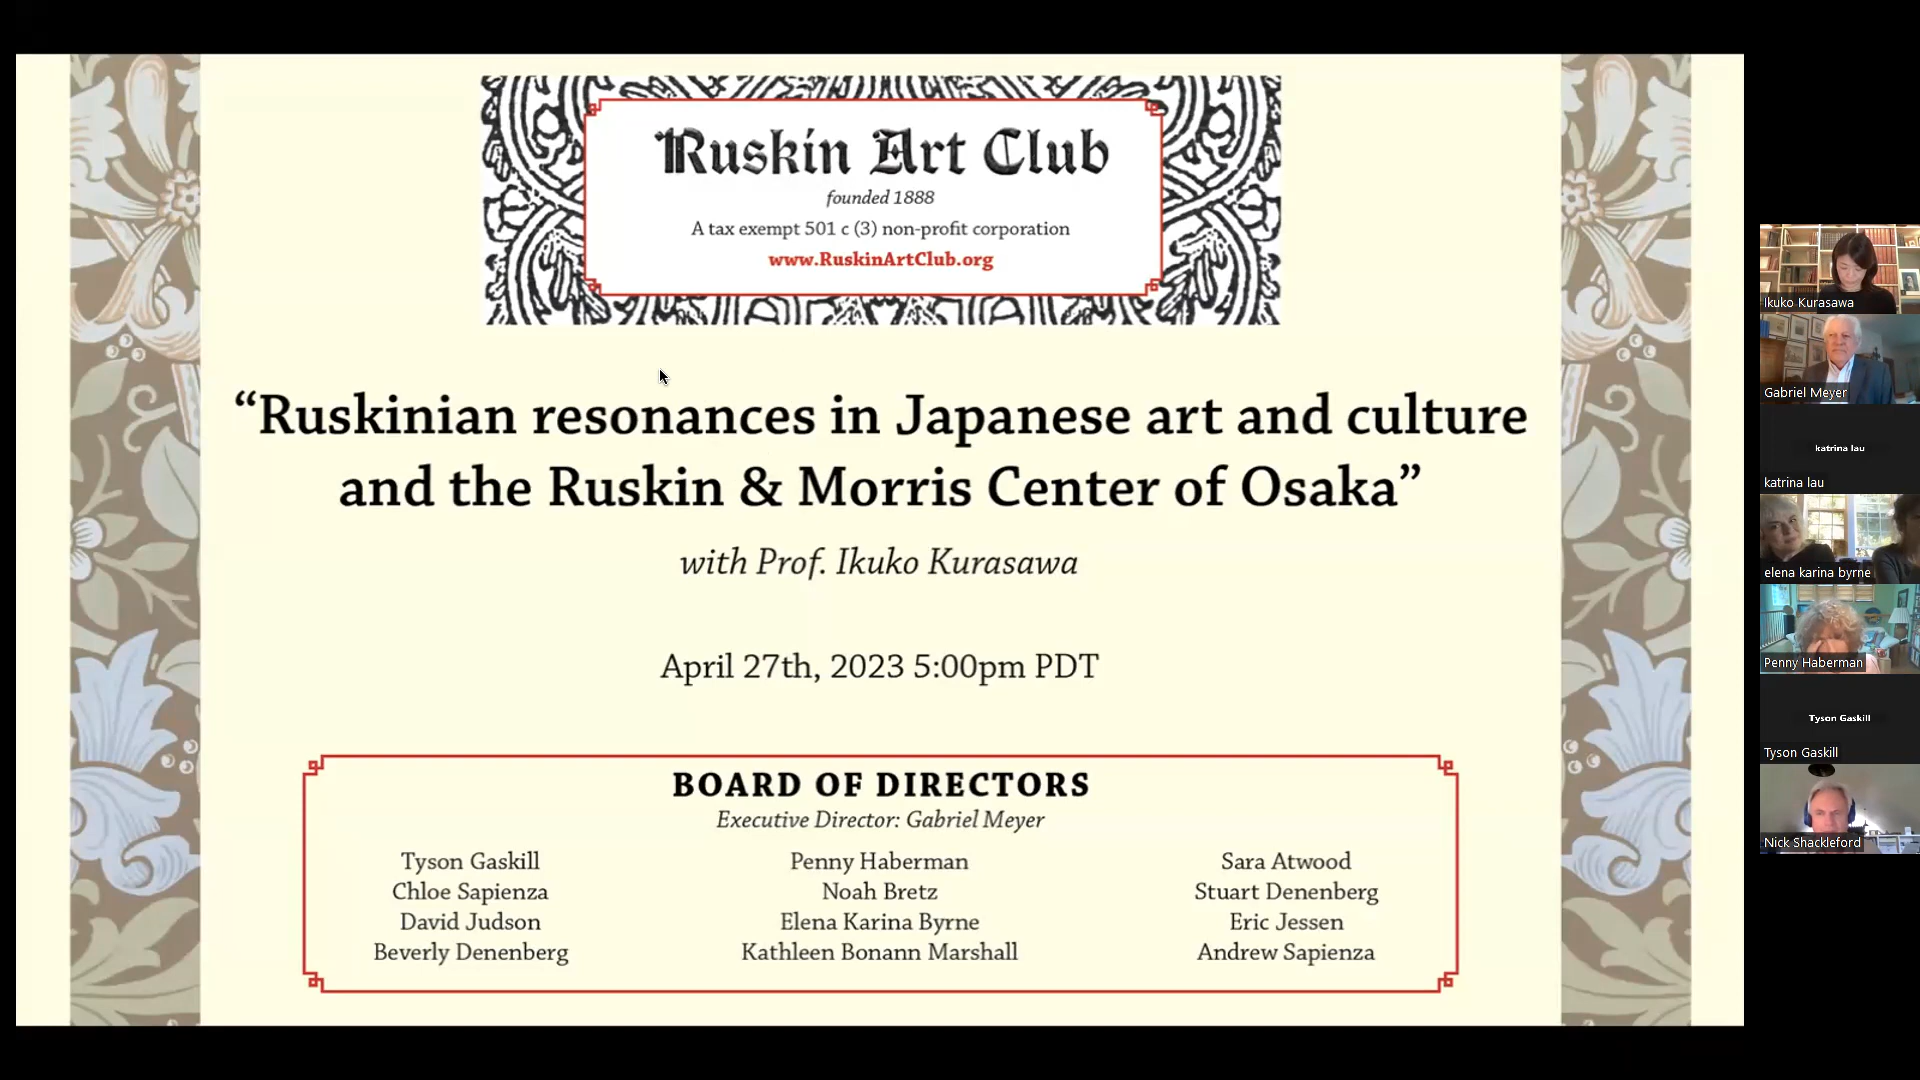 Ruskin Art Club
founded 1888
A tax exempt 501 c (3) non-profit corporation
www.RuskinArtClub.org
“Ruskinian resonances in Japanese art and culture
and the Ruskin & Morris Center of Osaka”
with Prof. Ikuko Kurasawa
April 27th, 2023 5:00pm PDT
BOARD OF DIRECTORS
Executive Director: Gabriel Meyer
Tyson Gaskill
Chloe Sapienza
David Judson
Beverly Denenberg
Penny Haberman
Noah Bretz
Elena Karina Byrne
Kathleen Bonann Marshall
Sara Atwood
Stuart Denenberg
Eric Jessen
Andrew Sapienza
Ikuko Kurasawa
Gabriel Meyer
katrina lau
katrina lau
elena karina byrne
Penny Haberman
Tyson Gaskill
Tyson Gaskill
Nick Shackleford